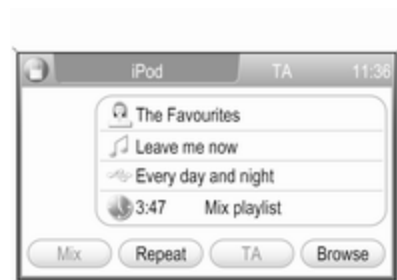 iPod TA 11:36
The Favourites
Leave me now
Every day and night
3:47 Mix playlist
Mix Repeat TA Browse